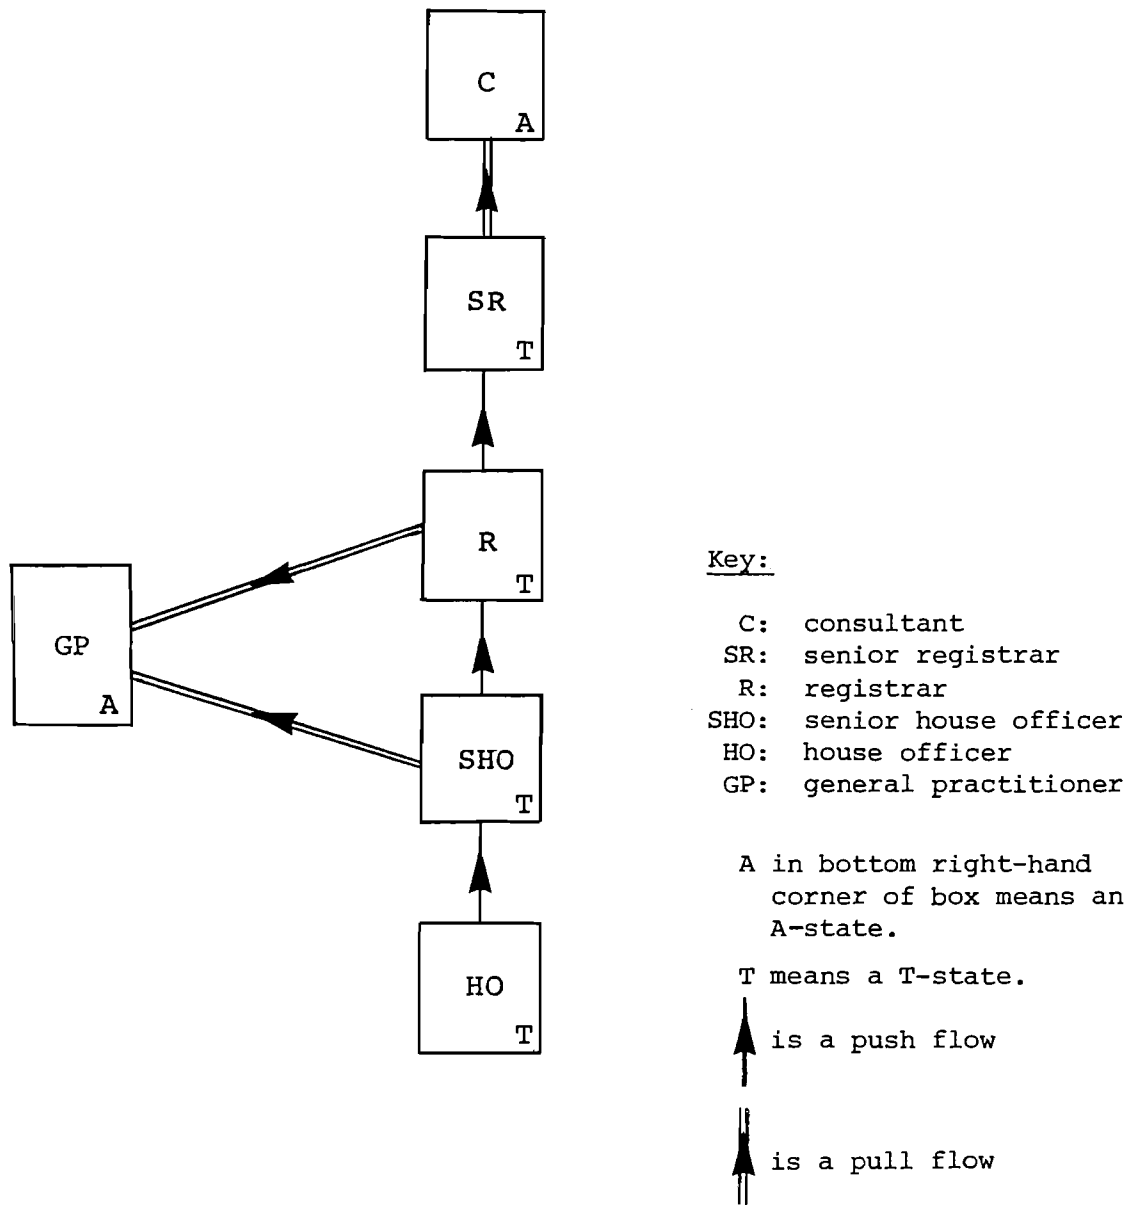 C
A
SR
T
R
T
GP
A
SHO
T
HO
T
Key:
C: consultant
SR: senior registrar
R: registrar
SHO: senior house officer
HO: house officer
GP: general practitioner
A in bottom right-hand
corner of box means an
A-state.
T means a T-state.
is a push flow
is a pull flow